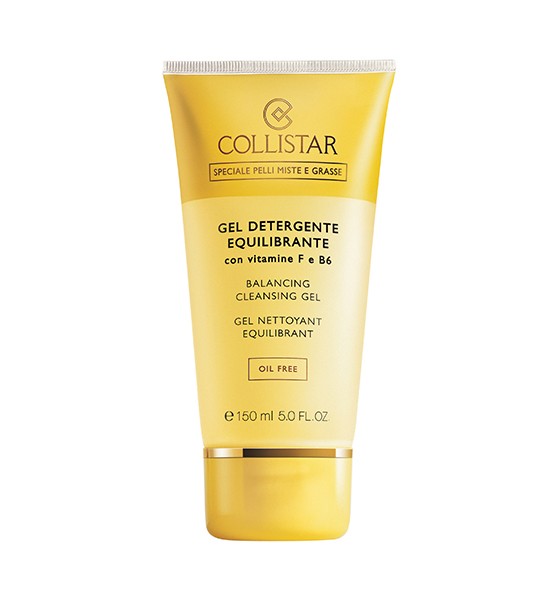 COLLISTAR
SPECIALE PELLI MISTE E GRASSE
GEL DETERGENTE
EQUILIBRANTE
con vitamine F e B6
BALANCING
CLEANSING GEL
GEL NETTOYANT
EQUILIBRANT
OIL FREE
℮ 150 ml 5.0 FL.OZ.